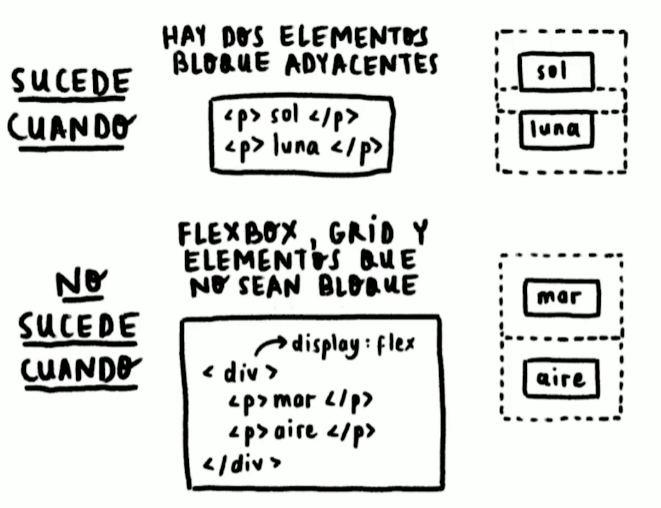 SUCEDE
CUANDO
HAY DOS ELEMENTOS
BLOQUE ADYACENTES
<p> sol </p>
<p> luna </p>
sol
luna
NO
SUCEDE
CUANDO
FLEXBOX, GRID Y
ELEMENTOS QUE
NO SEAN BLOQUE
display: flex
<div>
<p> mar </p>
<p> aire </p>
</div>
mar
aire